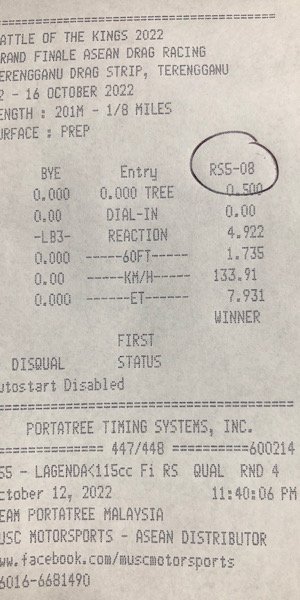 ATTLE OF THE KINGS 2022
RAND FINALE ASEAN DRAG RACING
ERENGGANU DRAG STRIP, TERENGGANU
2 - 16 OCTOBER 2022
ENGTH : 201M - 1/8 MILES
URFACE : PREP
BYE Entry RS5-08
0.000 0.000 TREE 0.500
0.00 DIAL-IN 0.00
-LB3- REACTION 4.922
0.000 ------60FT------ 1.735
0.00 ------KM/H------ 133.91
0.000 -------ET------- 7.931
WINNER
FIRST
DISQUAL STATUS
utostart Disabled
PORTATREE TIMING SYSTEMS, INC.
============ 447/448 ==========600214
S5 - LAGENDA<115cc Fi RS QUAL RND 4
ctober 12, 2022 11:40:06 PM
EAM PORTATREE MALAYSIA
USC MOTORSPORTS - ASEAN DISTRIBUTOR
ww.facebook.com/muscmotorsports
6016-6681490